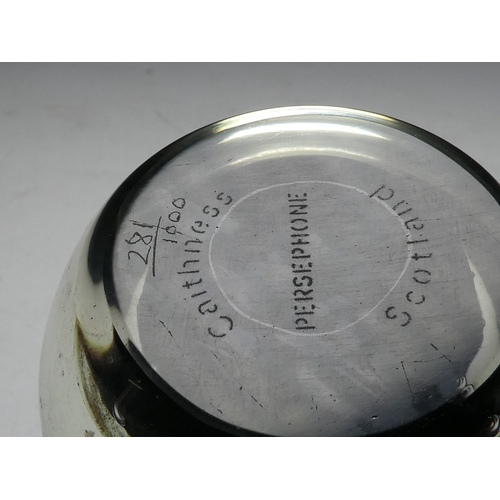 281
1000
Caithness
PERSEPHONE
Scotland